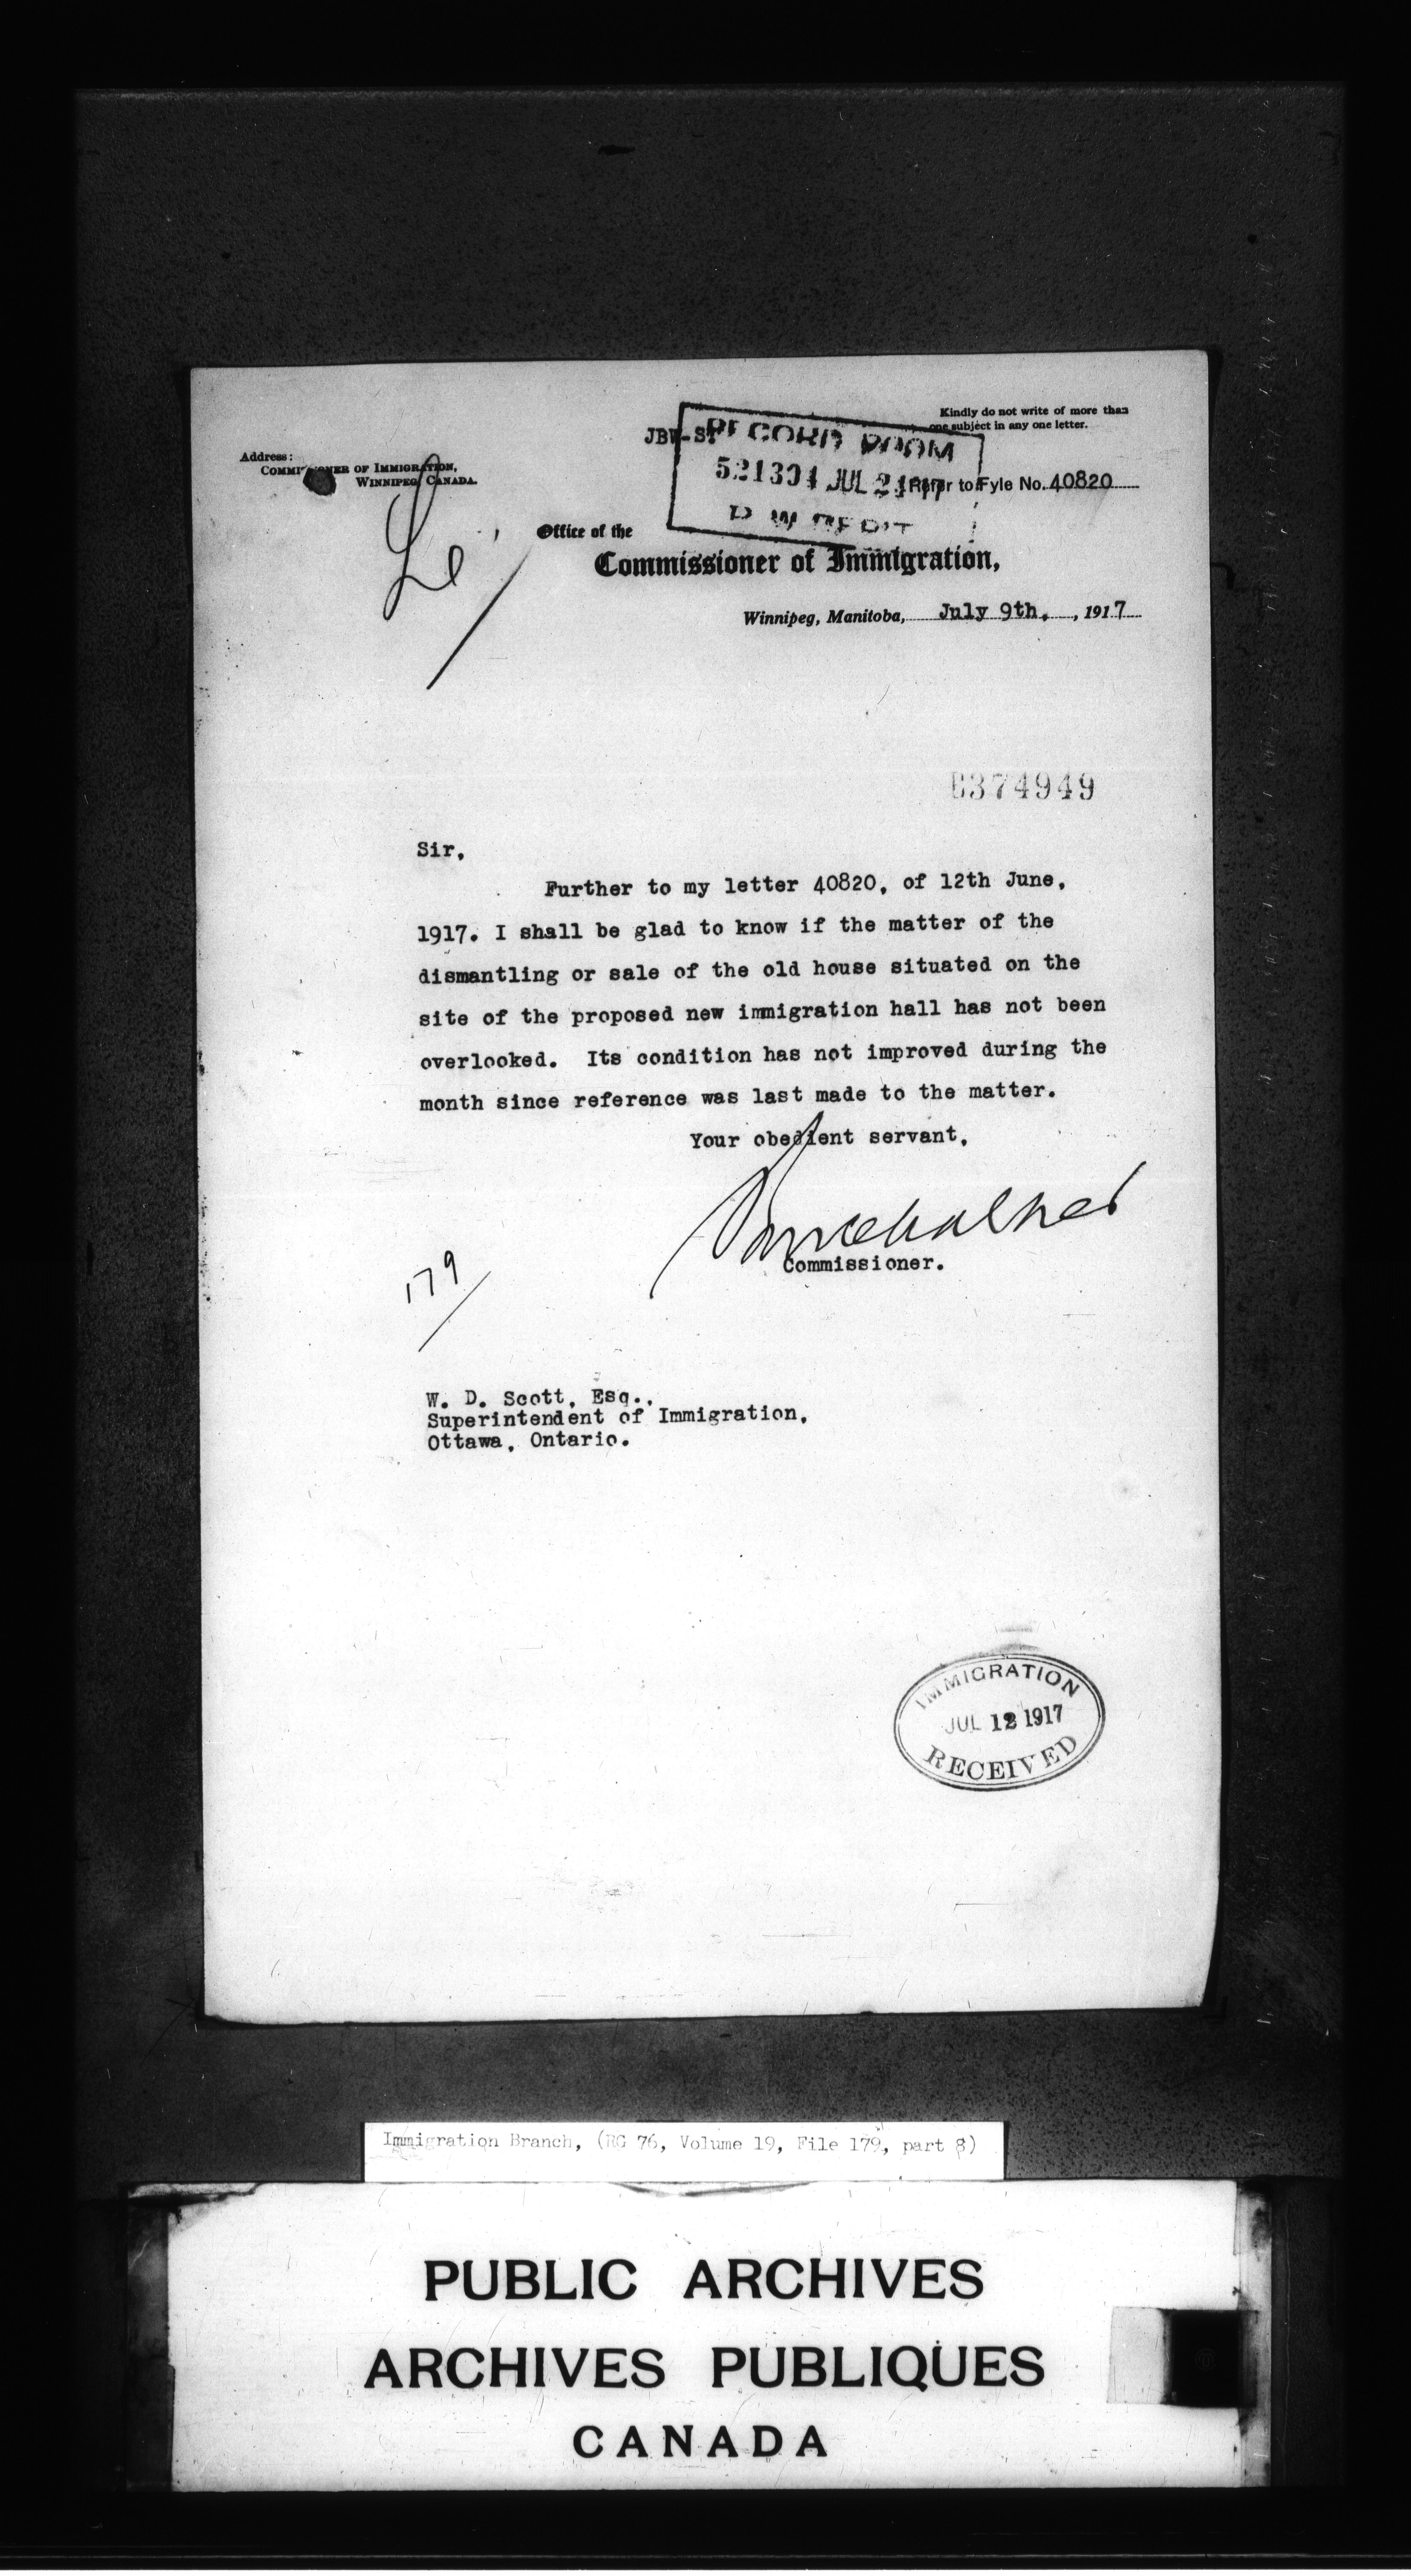 Kindly do not write of more than
one subject in any one letter.
RECORD ROOM
Address:
COMMISSIONER OF IMMIGRATION,
WINNIPEG, CANADA.
521304 JUL 24
Refer to Fyle No. 40820
Office of the
Commissioner of Immigration,
Winnipeg, Manitoba, July 9th, , 1917
374949
Sir,
Further to my letter 40820, of 12th June,
1917. I shall be glad to know if the matter of the
dismantling or sale of the old house situated on the
site of the proposed new immigration hall has not been
overlooked. Its condition has not improved during the
month since reference was last made to the matter.
Your obedient servant,
Commissioner.
179
W. D. Scott, Esq.,
Superintendent of Immigration,
Ottawa, Ontario.
IMMIGRATION
JUL 12 1917
RECEIVED
Immigration Branch, (RG 76, Volume 19, File 179, part 8)
PUBLIC ARCHIVES
ARCHIVES PUBLIQUES
CANADA